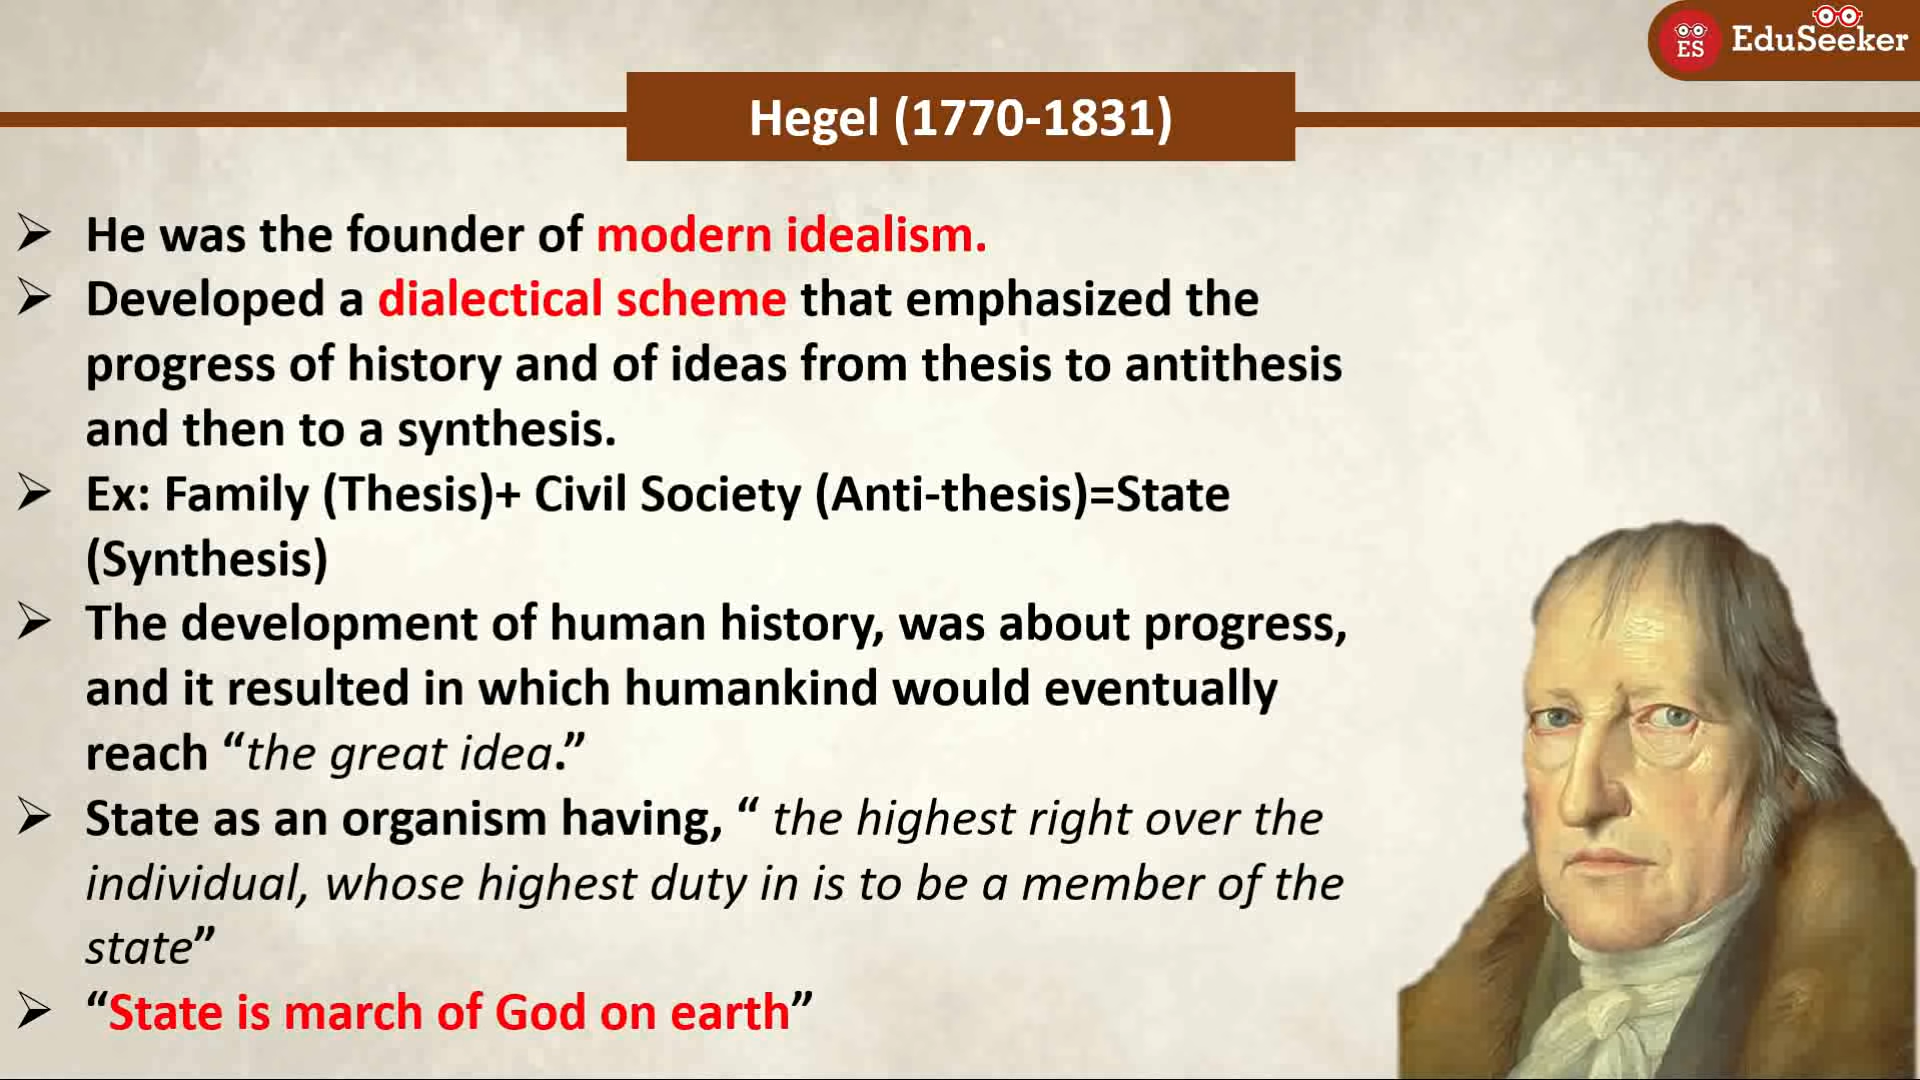 ES EduSeeker
Hegel (1770-1831)
➢ He was the founder of modern idealism.
➢ Developed a dialectical scheme that emphasized the
progress of history and of ideas from thesis to antithesis
and then to a synthesis.
➢ Ex: Family (Thesis)+ Civil Society (Anti-thesis)=State
(Synthesis)
➢ The development of human history, was about progress,
and it resulted in which humankind would eventually
reach “the great idea.”
➢ State as an organism having, “ the highest right over the
individual, whose highest duty in is to be a member of the
state”
➢ “State is march of God on earth”